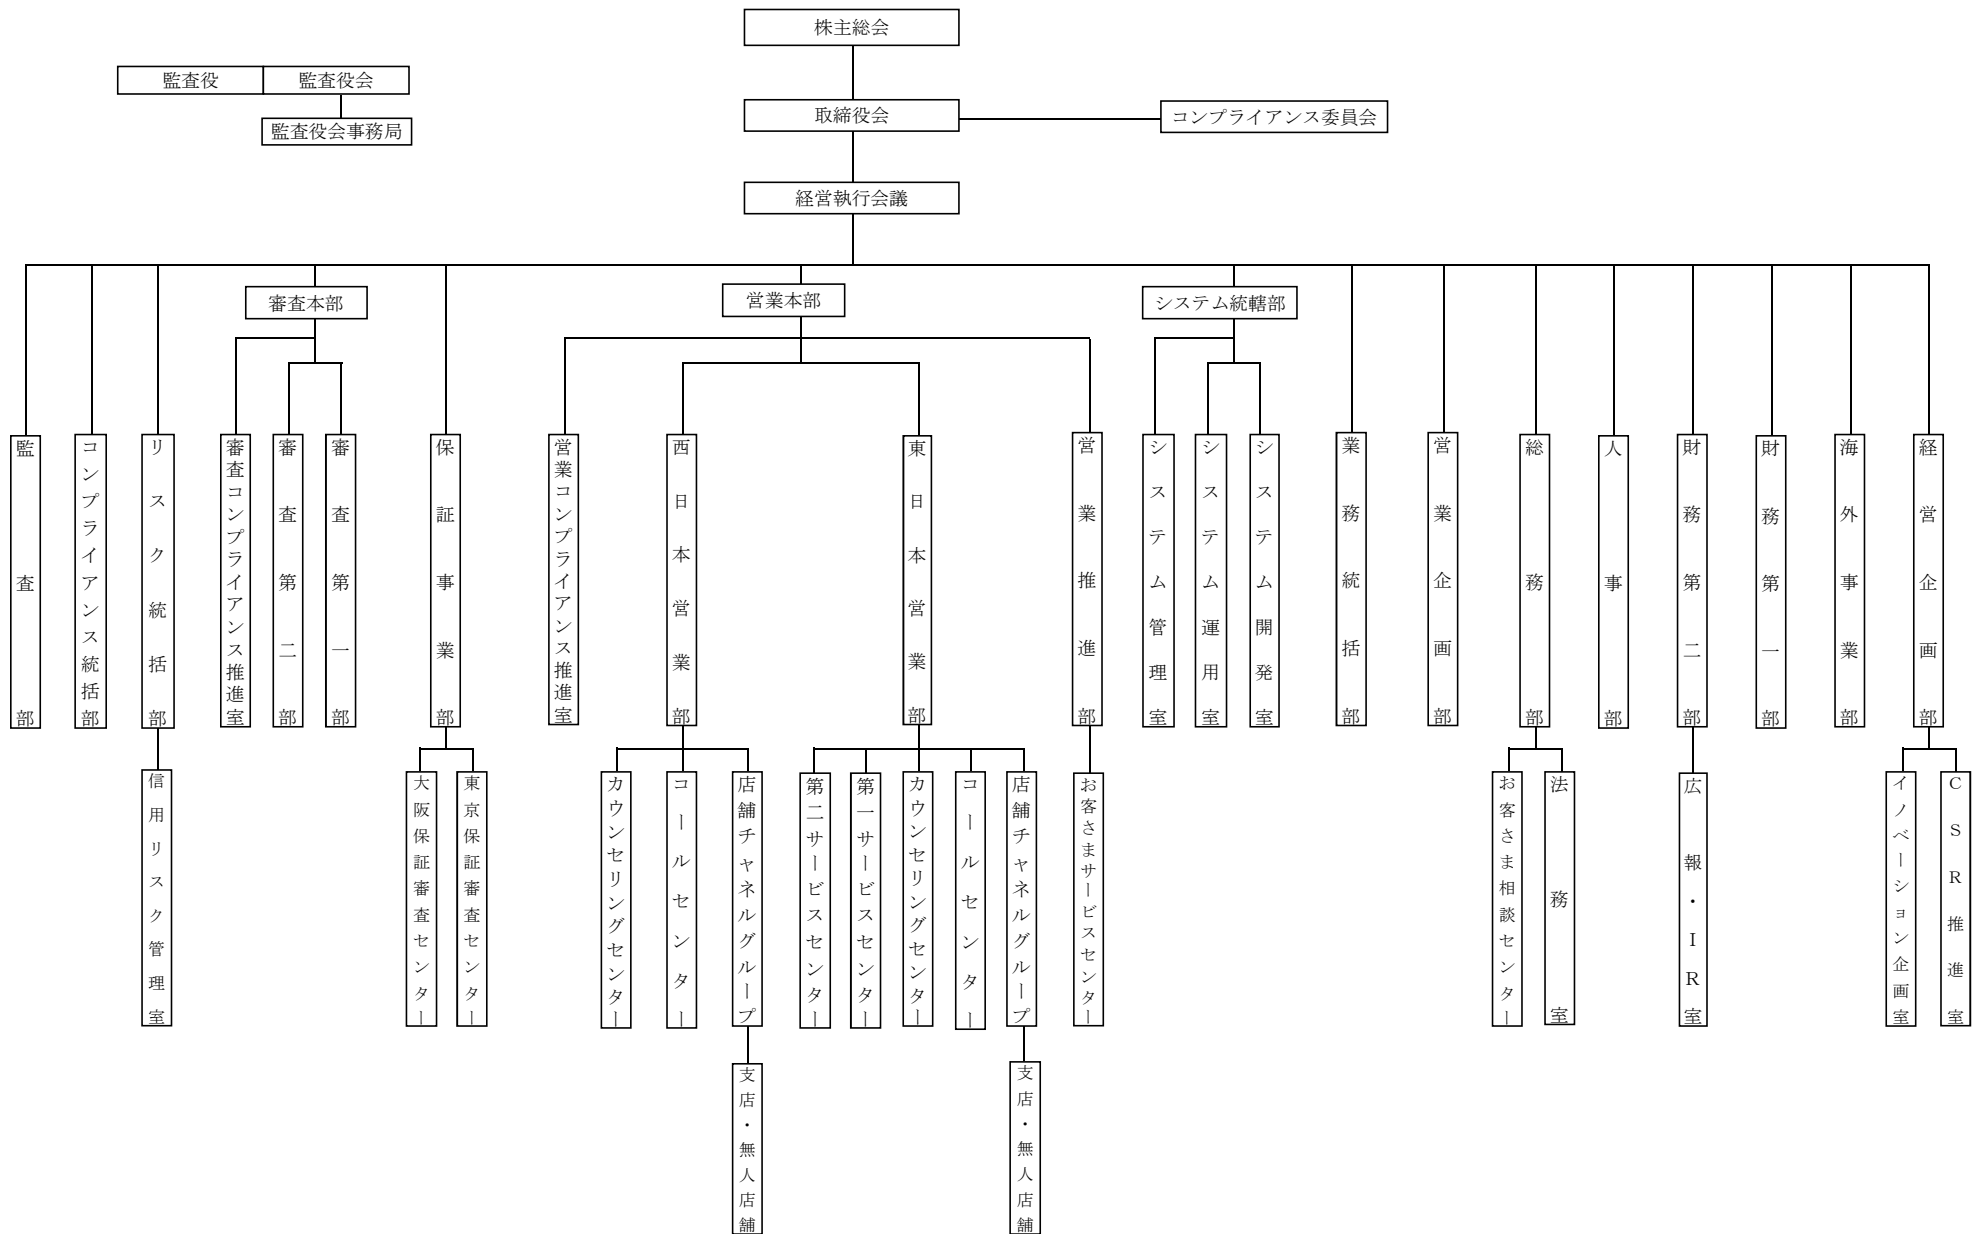 株主総会
監査役
監査役会
監査役会事務局
取締役会
コンプライアンス委員会
経営執行会議
審査本部
営業本部
システム統轄部
監査部
コンプライアンス統括部
リスク統括部
審査コンプライアンス推進室
審査第二部
審査第一部
保証事業部
営業コンプライアンス推進室
西日本営業部
東日本営業部
営業推進部
システム管理室
システム運用室
システム開発室
業務統括部
営業企画部
総務部
人事部
財務第二部
財務第一部
海外事業部
経営企画部
信用リスク管理室
大阪保証審査センター
東京保証審査センター
カウンセリングセンター
コールセンター
店舗チャネルグループ
第二サービスセンター
第一サービスセンター
カウンセリングセンター
コールセンター
店舗チャネルグループ
お客さまサービスセンター
お客さま相談センター
法務室
広報・IR室
イノベーション企画室
CSR推進室
支店・無人店舗
支店・無人店舗